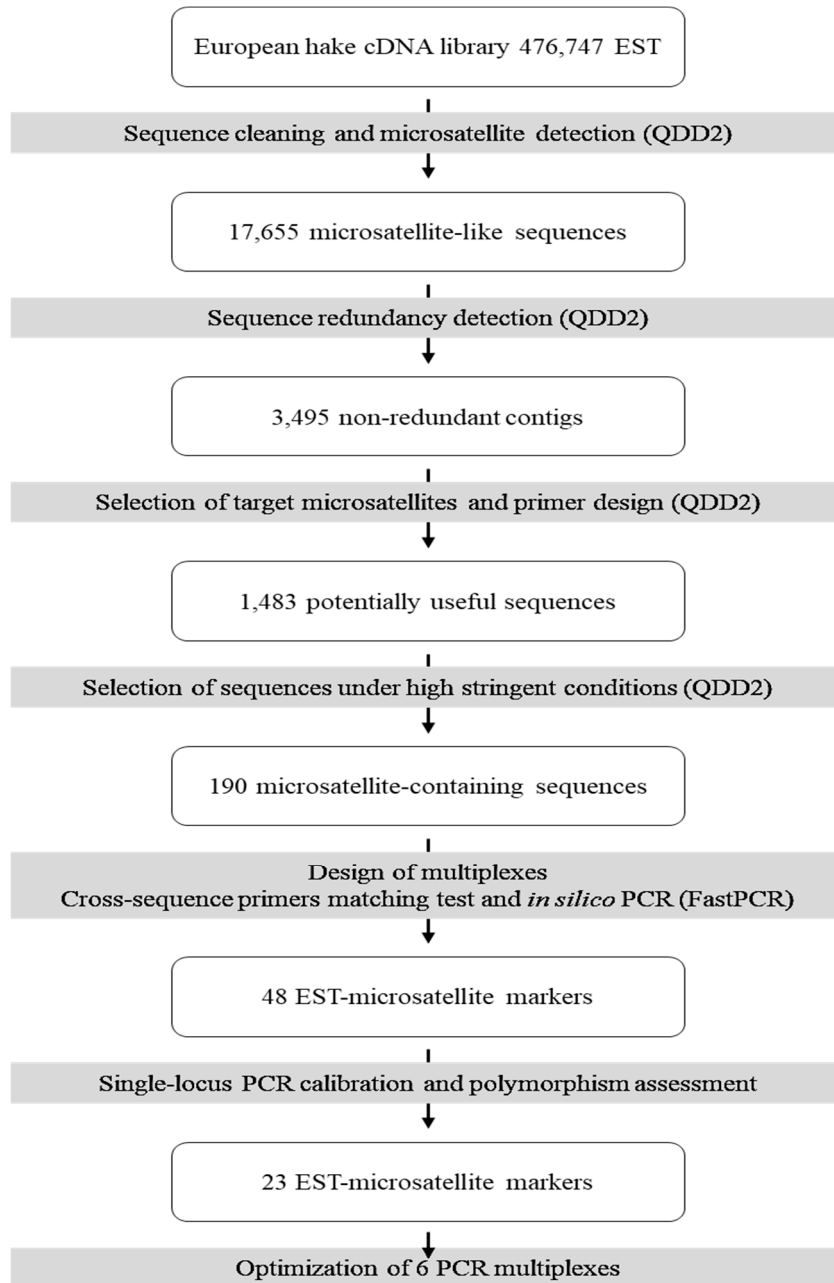 European hake cDNA library 476,747 EST
Sequence cleaning and microsatellite detection (QDD2)
17,655 microsatellite-like sequences
Sequence redundancy detection (QDD2)
3,495 non-redundant contigs
Selection of target microsatellites and primer design (QDD2)
1,483 potentially useful sequences
Selection of sequences under high stringent conditions (QDD2)
190 microsatellite-containing sequences
Design of multiplexes
Cross-sequence primers matching test and in silico PCR (FastPCR)
48 EST-microsatellite markers
Single-locus PCR calibration and polymorphism assessment
23 EST-microsatellite markers
Optimization of 6 PCR multiplexes